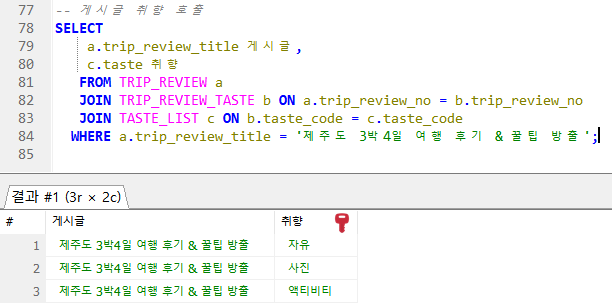 77 -- 게시글 취향 호출
78 SELECT
79 a.trip_review_title 게시글,
80 c.taste 취향
81 FROM TRIP_REVIEW a
82 JOIN TRIP_REVIEW_TASTE b ON a.trip_review_no = b.trip_review_no
83 JOIN TASTE_LIST c ON b.taste_code = c.taste_code
84 WHERE a.trip_review_title = '제주도 3박4일 여행 후기 & 꿀팁 방출';
85
결과 #1 (3r × 2c)
# 게시글 취향
1 제주도 3박4일 여행 후기 & 꿀팁 방출 자유
2 제주도 3박4일 여행 후기 & 꿀팁 방출 사진
3 제주도 3박4일 여행 후기 & 꿀팁 방출 액티비티